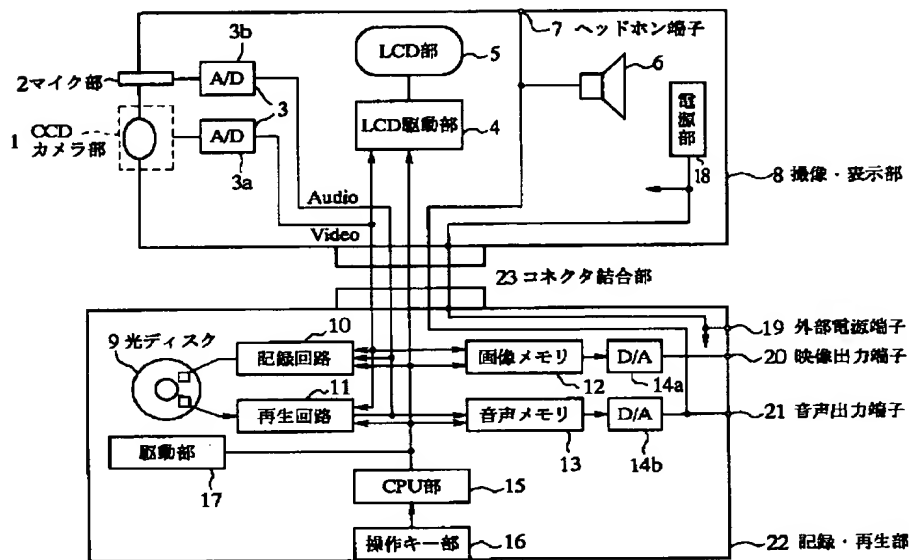 3b
A/D
2マイク部
3
1 CCD
カメラ部
A/D
3a
LCD部
5
LCD駆動部
4
7 ヘッドホン端子
6
電源部
18
8 撮像・表示部
Audio
Video
23 コネクタ結合部
10
9 光ディスク
記録回路
11
再生回路
駆動部
17
画像メモリ
12
D/A
14a
音声メモリ
13
D/A
14b
CPU部
15
操作キー部
16
19 外部電源端子
20 映像出力端子
21 音声出力端子
22 記録・再生部